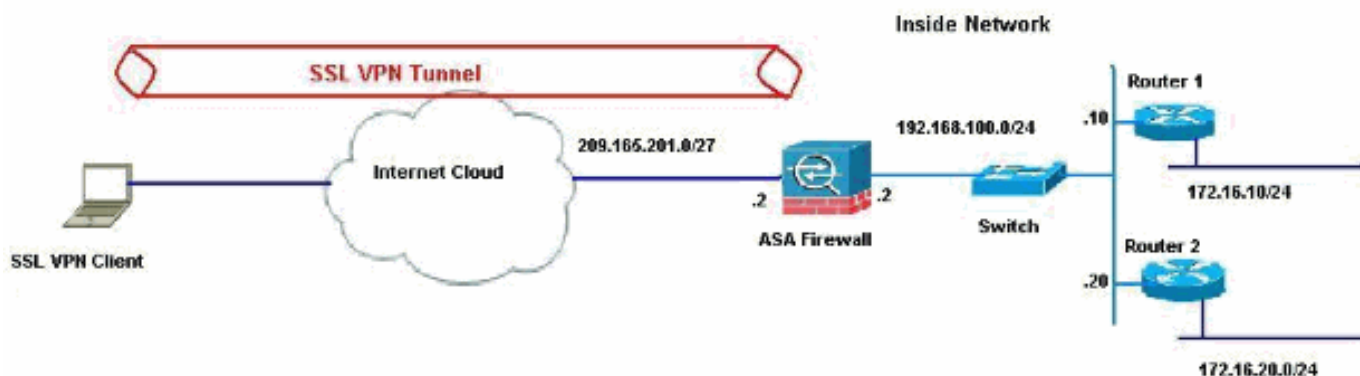 Inside Network
SSL VPN Tunnel
Router 1
192.168.100.0/24
.10
209.165.201.0/27
Internet Cloud
172.16.10/24
.2
.2
Switch
ASA Firewall
SSL VPN Client
Router 2
.20
172.16.20.0/24